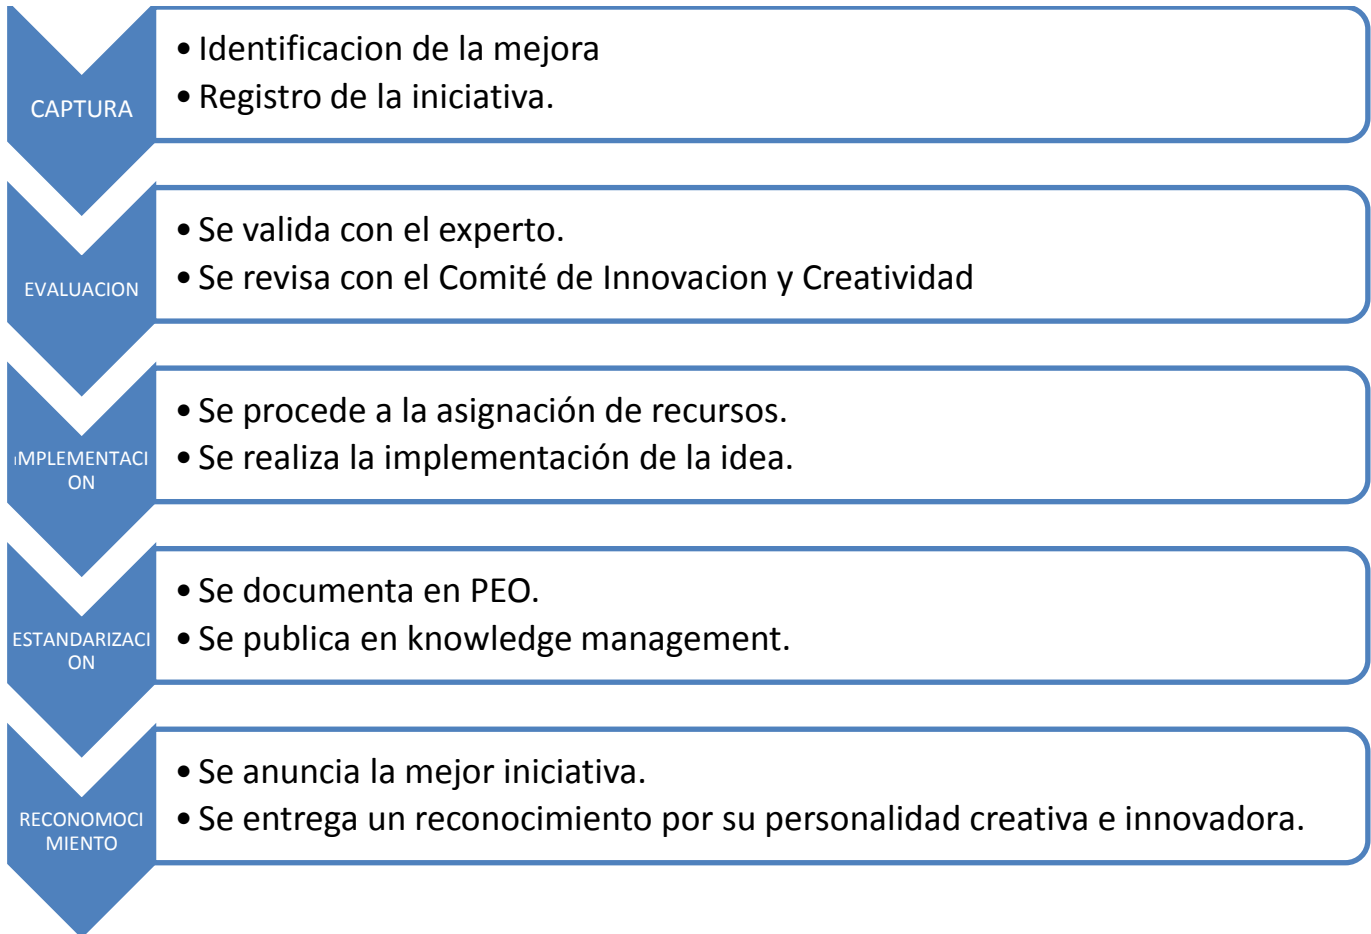 CAPTURA
• Identificacion de la mejora
• Registro de la iniciativa.
EVALUACION
• Se valida con el experto.
• Se revisa con el Comité de Innovacion y Creatividad
IMPLEMENTACI
ON
• Se procede a la asignación de recursos.
• Se realiza la implementación de la idea.
ESTANDARIZACI
ON
• Se documenta en PEO.
• Se publica en knowledge management.
RECONOMOCI
MIENTO
• Se anuncia la mejor iniciativa.
• Se entrega un reconocimiento por su personalidad creativa e innovadora.